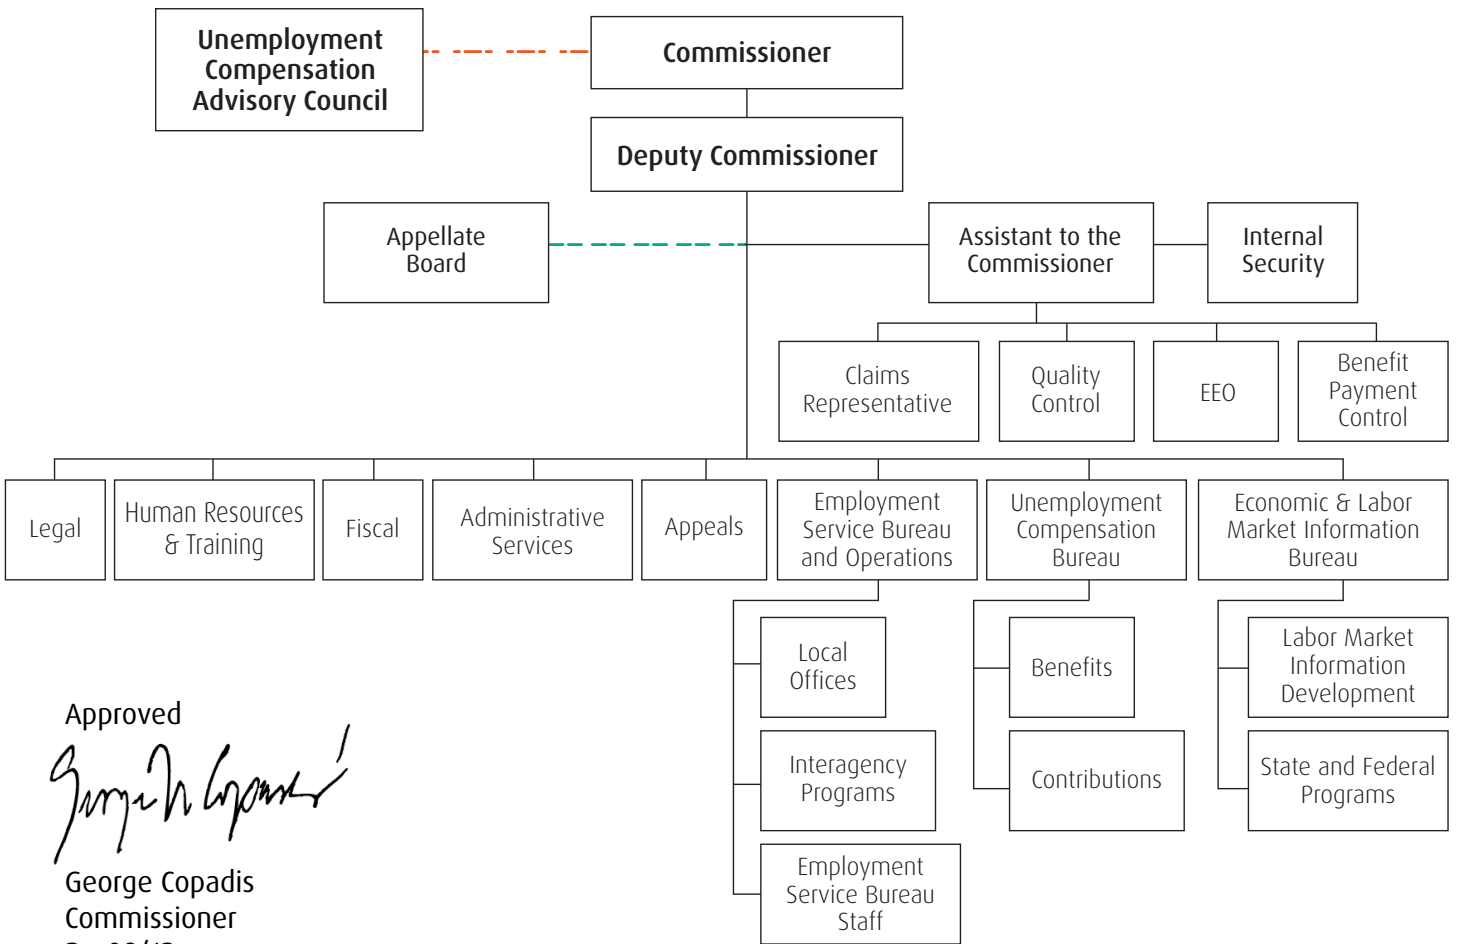 Unemployment
Compensation
Advisory Council
Commissioner
Deputy Commissioner
Appellate
Board
Assistant to the
Commissioner
Internal
Security
Claims
Representative
Quality
Control
EEO
Benefit
Payment
Control
Legal
Human Resources
& Training
Fiscal
Administrative
Services
Appeals
Employment
Service Bureau
and Operations
Unemployment
Compensation
Bureau
Economic & Labor
Market Information
Bureau
Local
Offices
Interagency
Programs
Employment
Service Bureau
Staff
Benefits
Contributions
Labor Market
Information
Development
State and Federal
Programs
Approved
George Copadis
Commissioner